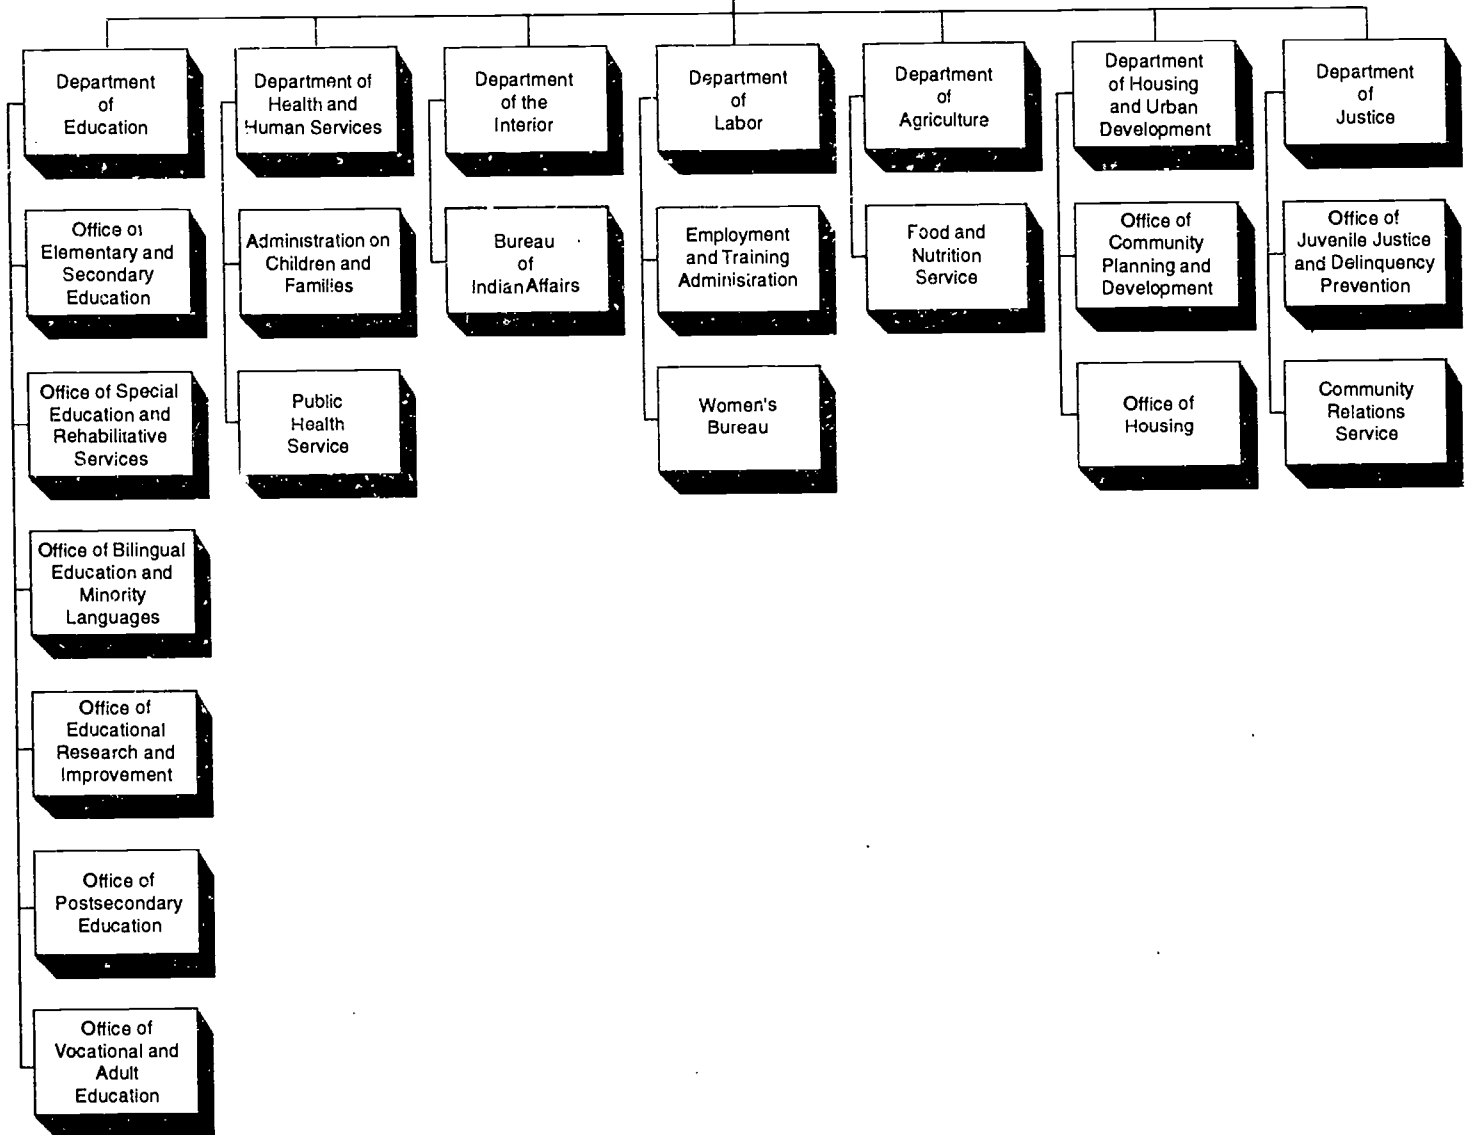 Department
of
Education
Department of
Health and
Human Services
Department
of the
Interior
Department
of
Labor
Department
of
Agriculture
Department
of Housing
and Urban
Development
Department
of
Justice
Office of
Elementary and
Secondary
Education
Administration on
Children and
Families
Bureau
of
Indian Affairs
Employment
and Training
Administration
Food and
Nutrition
Service
Office of
Community
Planning and
Development
Office of
Juvenile Justice
and Delinquency
Prevention
Office of Special
Education and
Rehabilitative
Services
Public
Health
Service
Women's
Bureau
Office of
Housing
Community
Relations
Service
Office of Bilingual
Education and
Minority
Languages
Office of
Educational
Research and
Improvement
Office of
Postsecondary
Education
Office of
Vocational and
Adult
Education